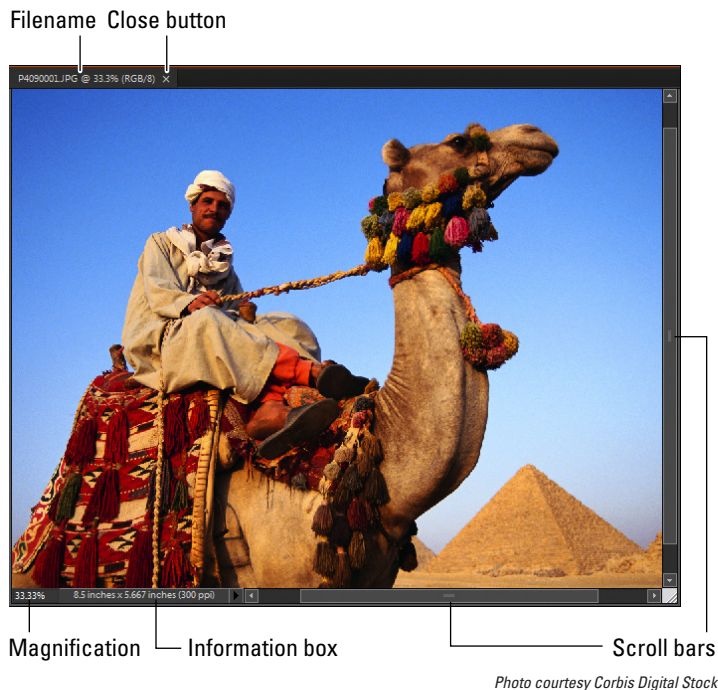 Filename Close button
P4090001.JPG @ 33.3% (RGB/8) ×
33.33% 8.5 inches x 5.667 inches (300 ppi)
Magnification Information box Scroll bars
Photo courtesy Corbis Digital Stock